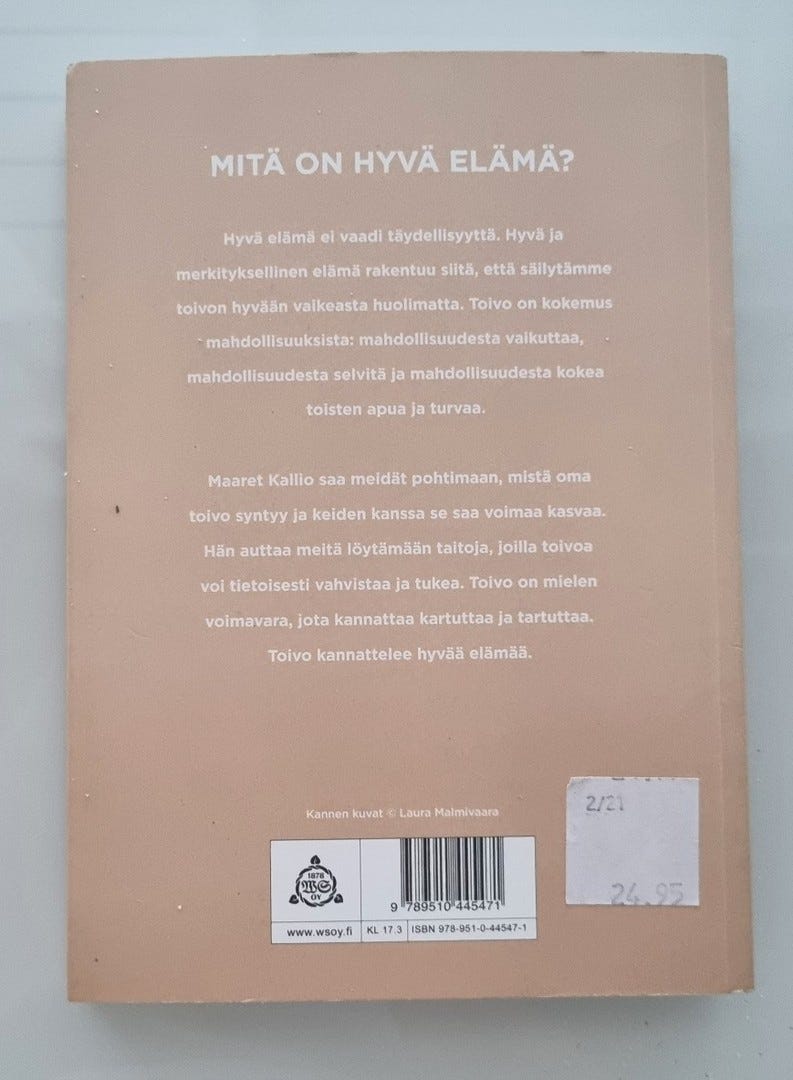 MITÄ ON HYVÄ ELÄMÄ?
Hyvä elämä ei vaadi täydellisyyttä. Hyvä ja
merkityksellinen elämä rakentuu siitä, että säilytämme
toivon hyvään vaikeasta huolimatta. Toivo on kokemus
mahdollisuuksista: mahdollisuudesta vaikuttaa,
mahdollisuudesta selvitä ja mahdollisuudesta kokea
toisten apua ja turvaa.
Maaret Kallio saa meidät pohtimaan, mistä oma
toivo syntyy ja keiden kanssa se saa voimaa kasvaa.
Hän auttaa meitä löytämään taitoja, joilla toivoa
voi tietoisesti vahvistaa ja tukea. Toivo on mielen
voimavara, jota kannattaa kartuttaa ja tartuttaa.
Toivo kannattelee hyvää elämää.
Kannen kuvat © Laura Malmivaara
1878
WS
OY
9 789510 445471
www.wsoy.fi
KL 17.3
ISBN 978-951-0-44547-1
2/21
24.95